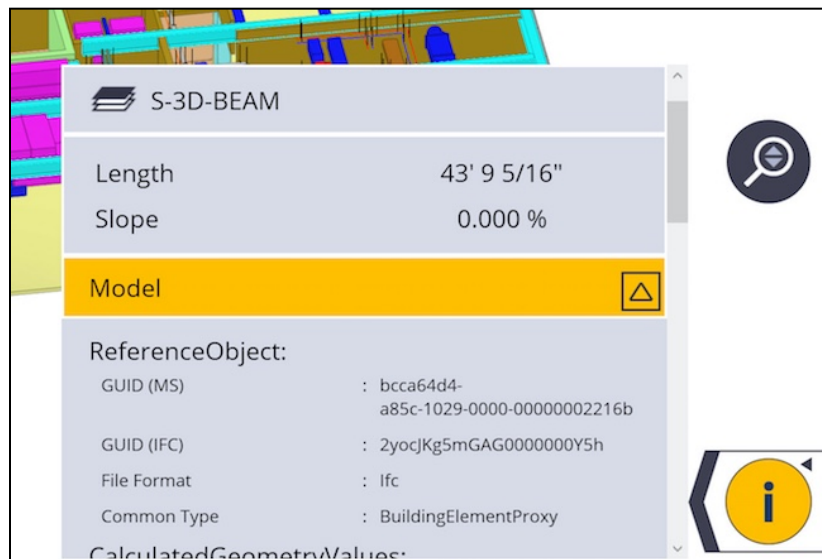 S-3D-BEAM
Length 43' 9 5/16"
Slope 0.000 %
Model
ReferenceObject:
GUID (MS) : bcca64d4-
a85c-1029-0000-00000002216b
GUID (IFC) : 2yocJKg5mGAG0000000Y5h
File Format : Ifc
Common Type : BuildingElementProxy
CalculatedGeometryValues:
i